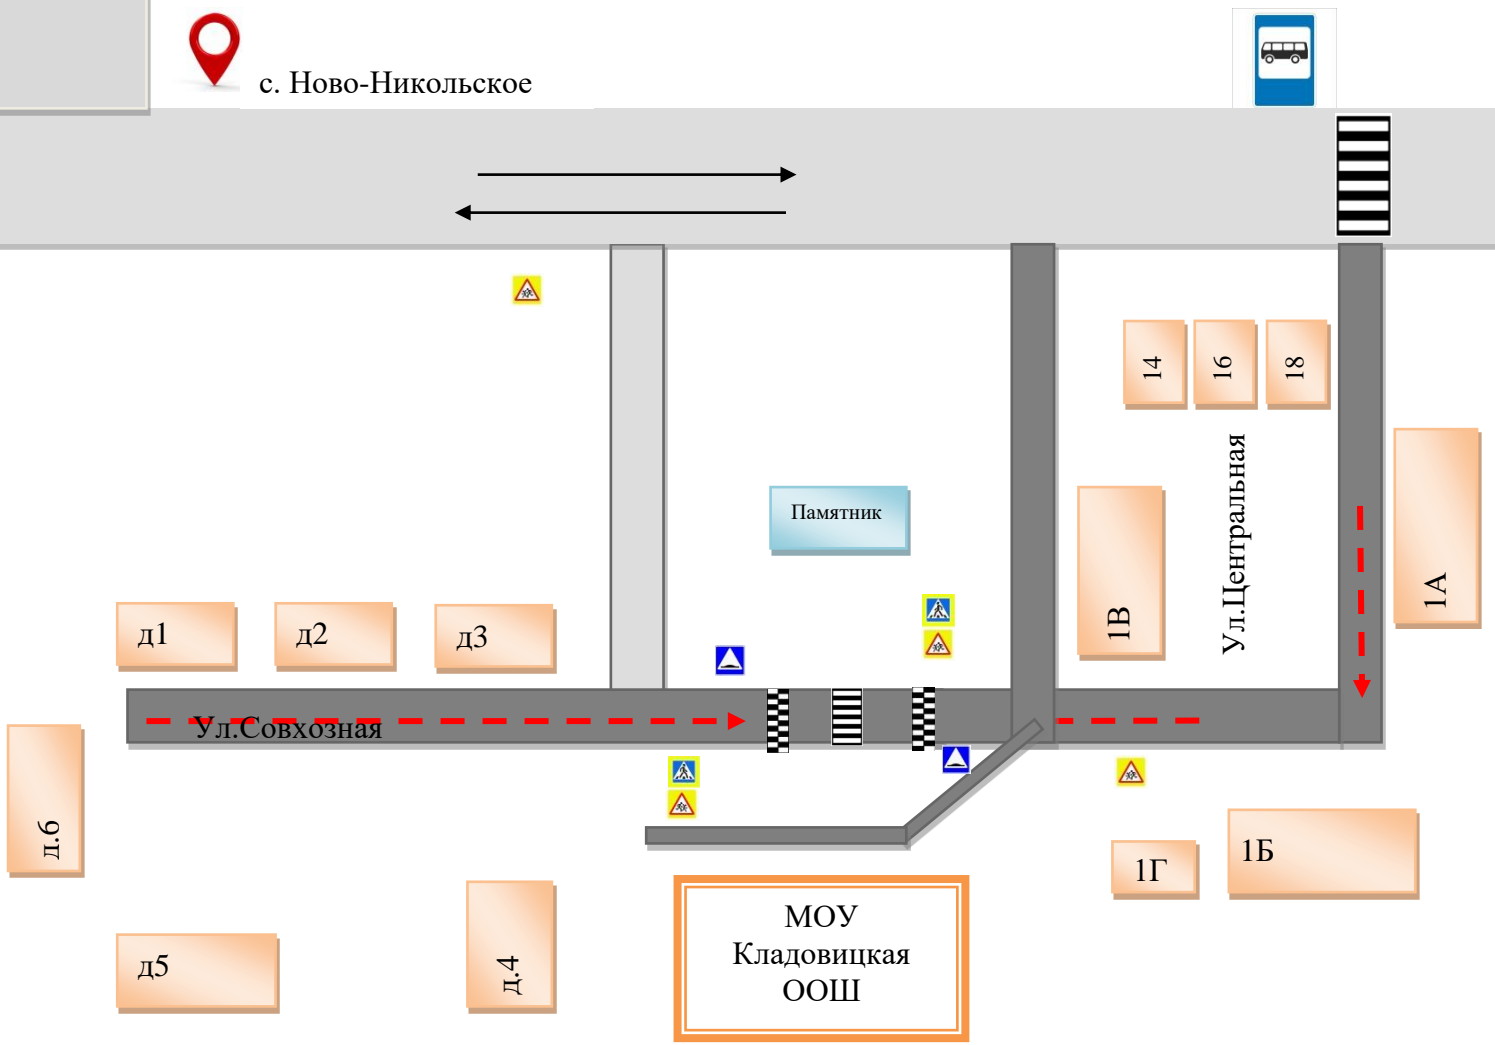 с. Ново-Никольское
14
16
18
Ул.Центральная
1А
Памятник
1В
д1
д2
д3
Ул.Совхозная
д.6
1Б
1Г
МОУ
Кладовицкая
ООШ
д5
д.4